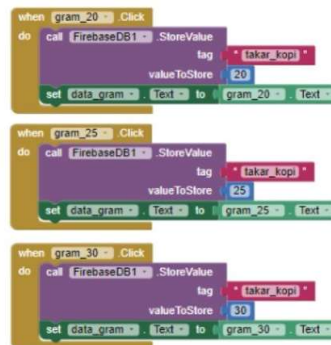 when gram_20 .Click
do call FirebaseDB1 .StoreValue
tag " takar_kopi "
valueToStore 20
set data_gram . Text to gram_20 . Text
when gram_25 .Click
do call FirebaseDB1 .StoreValue
tag " takar_kopi "
valueToStore 25
set data_gram . Text to gram_25 . Text
when gram_30 .Click
do call FirebaseDB1 .StoreValue
tag " takar_kopi "
valueToStore 30
set data_gram . Text to gram_30 . Text